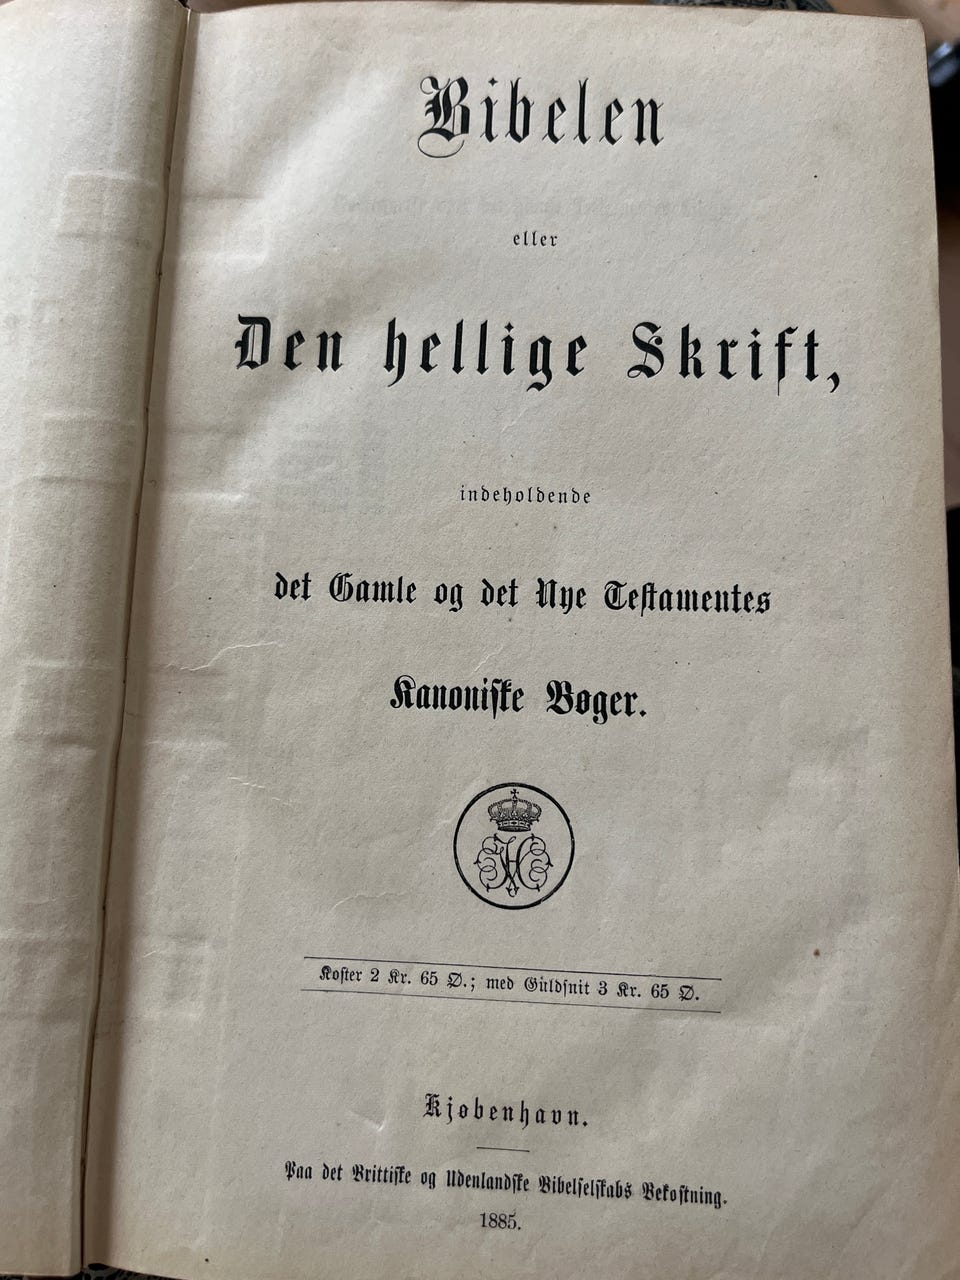 Bibelen
eller
Den hellige Skrift,
indeholdende
det Gamle og det Nye Testamentes
Kanoniske Bøger.
Koster 2 Kr. 65 Ø.; med Guldsnit 3 Kr. 65 Ø.
Kjøbenhavn.
Paa det Brittiske og Udenlandske Bibelselskabs Bekostning.
1885.